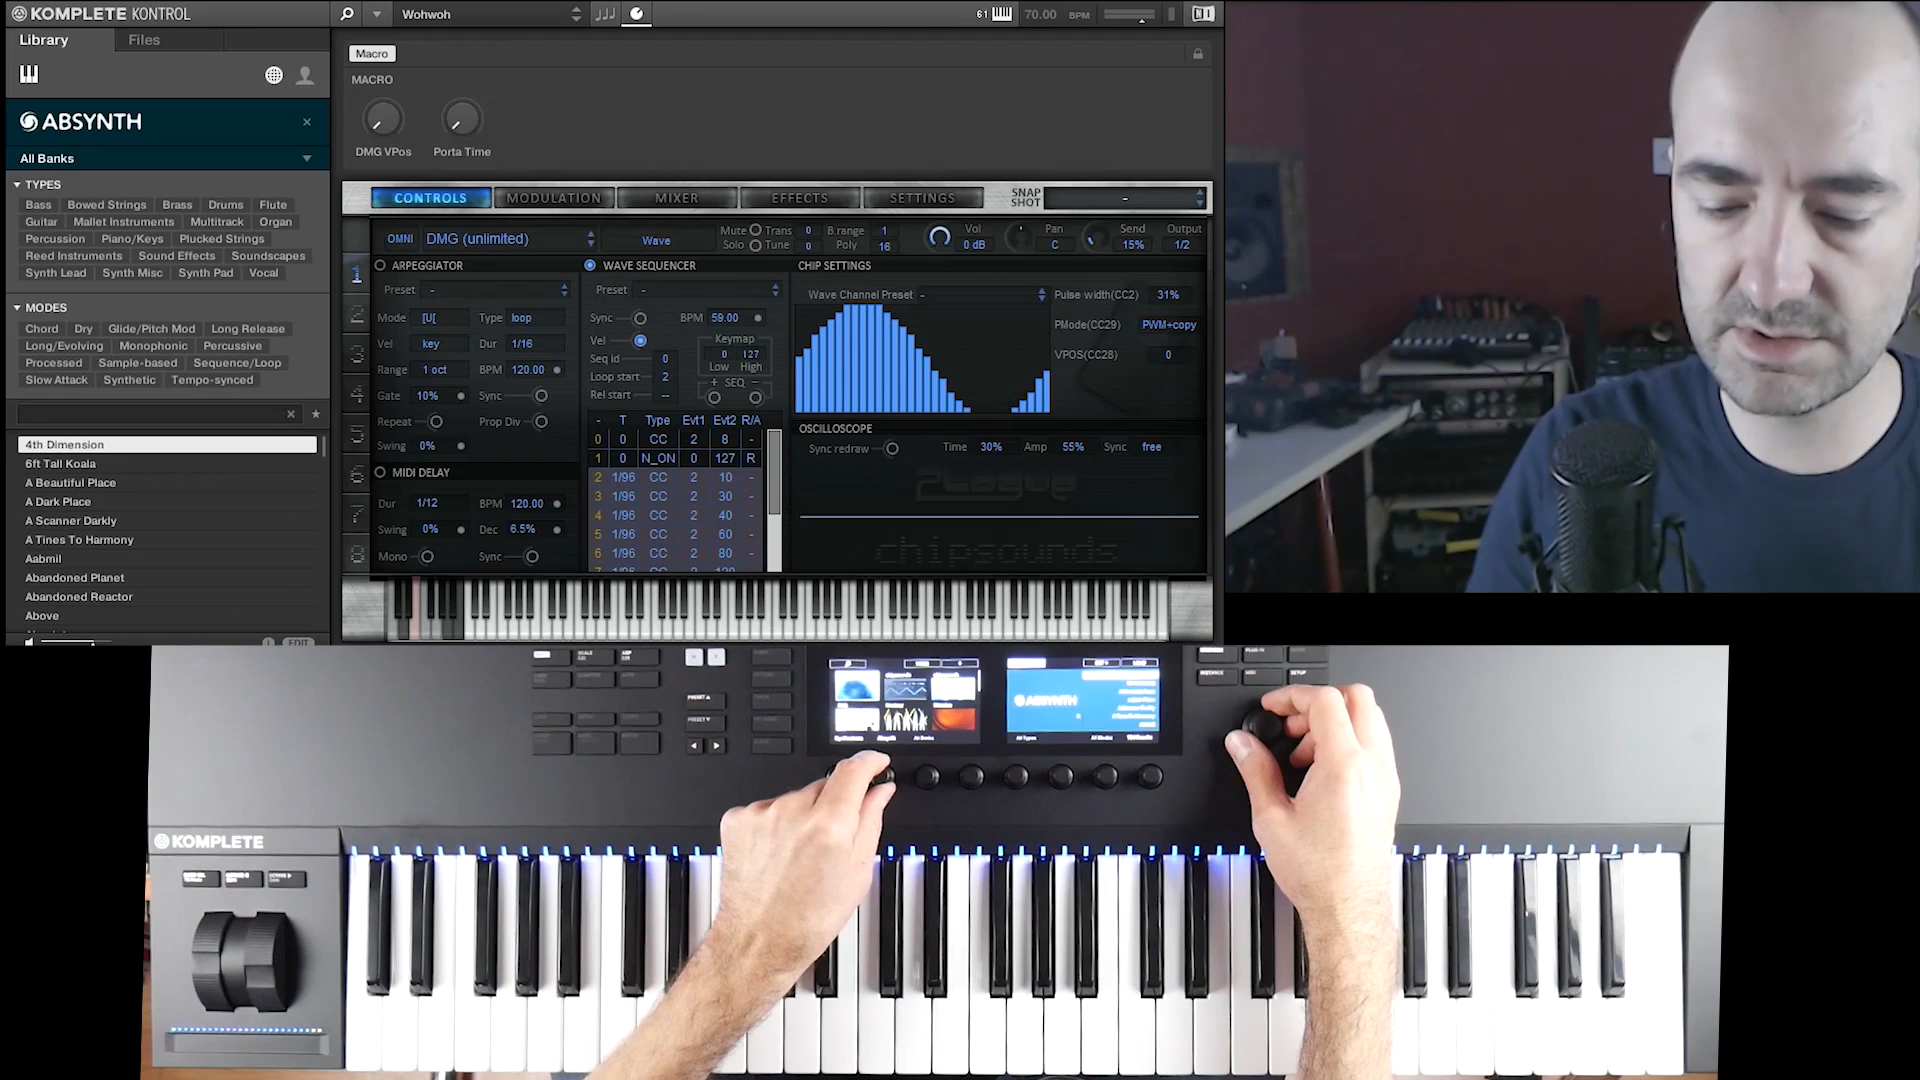 KOMPLETE KONTROL
Wohwoh
61
70.00 BPM
Library
Files
ABSYNTH
All Banks
TYPES
Bass Bowed Strings Brass Drums Flute
Guitar Mallet Instruments Multitrack Organ
Percussion Piano/Keys Plucked Strings
Reed Instruments Sound Effects Soundscapes
Synth Lead Synth Misc Synth Pad Vocal
MODES
Chord Dry Glide/Pitch Mod Long Release
Long/Evolving Monophonic Percussive
Processed Sample-based Sequence/Loop
Slow Attack Synthetic Tempo-synced
4th Dimension
6ft Tall Koala
A Beautiful Place
A Dark Place
A Scanner Darkly
A Tines To Harmony
Aabmil
Abandoned Planet
Abandoned Reactor
Above
EDIT
Macro
MACRO
DMG VPos
Porta Time
CONTROLS MODULATION MIXER EFFECTS SETTINGS
SNAP SHOT -
OMNI DMG (unlimited) Wave
Mute Trans 0 B.range 1
Solo Tune 0 Poly 16
Vol 0 dB
Pan C
Send 15%
Output 1/2
1
2
3
4
5
6
7
8
ARPEGGIATOR
Preset -
Mode [U[ Type loop
Vel key Dur 1/16
Range 1 oct BPM 120.00
Gate 10% Sync
Repeat Prop Div
Swing 0%
MIDI DELAY
Dur 1/12 BPM 120.00
Swing 0% Dec 6.5%
Mono Sync
WAVE SEQUENCER
Preset -
Sync BPM 59.00
Vel Keymap
Seq id 0
0 127
Low High
Loop start 2
+ SEQ -
Rel start --
- T Type Evt1 Evt2 R/A
0 0 CC 2 8 -
1 0 N_ON 0 127 R
2 1/96 CC 2 10 -
3 1/96 CC 2 30 -
4 1/96 CC 2 40 -
5 1/96 CC 2 60 -
6 1/96 CC 2 80 -
CHIP SETTINGS
Wave Channel Preset -
Pulse width(CC2) 31%
PMode(CC29) PWM+copy
VPOS(CC28) 0
OSCILLOSCOPE
Sync redraw Time 30% Amp 55% Sync free
chipsounds
ABSYNTH
KOMPLETE